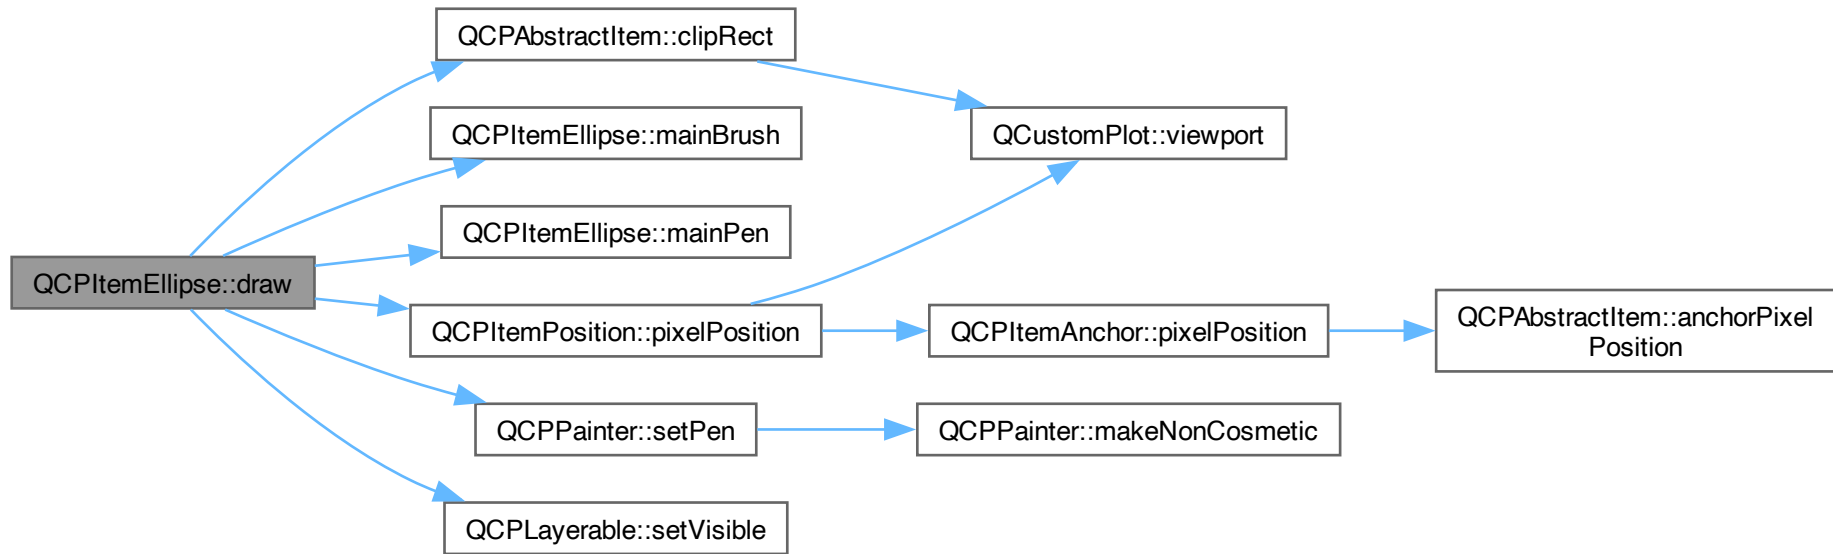 QCPAbstractItem::clipRect
QCPItemEllipse::mainBrush
QCustomPlot::viewport
QCPItemEllipse::mainPen
QCPItemEllipse::draw
QCPItemPosition::pixelPosition
QCPItemAnchor::pixelPosition
QCPAbstractItem::anchorPixel
Position
QCPPainter::setPen
QCPPainter::makeNonCosmetic
QCPLayerable::setVisible